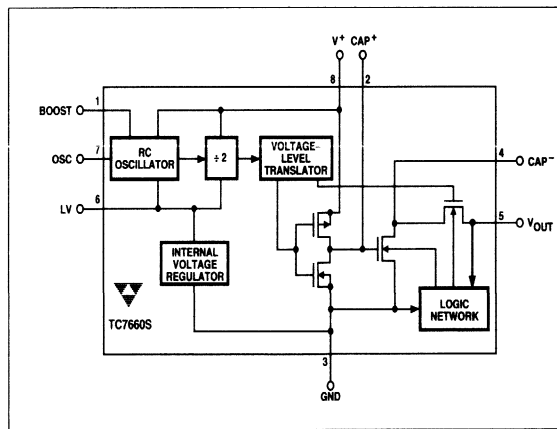 V+ CAP+
8 2
1
BOOST
7
OSC
RC
OSCILLATOR
÷2
VOLTAGE–
LEVEL
TRANSLATOR
4
CAP–
6
LV
5
VOUT
INTERNAL
VOLTAGE
REGULATOR
LOGIC
NETWORK
TC7660S
3
GND